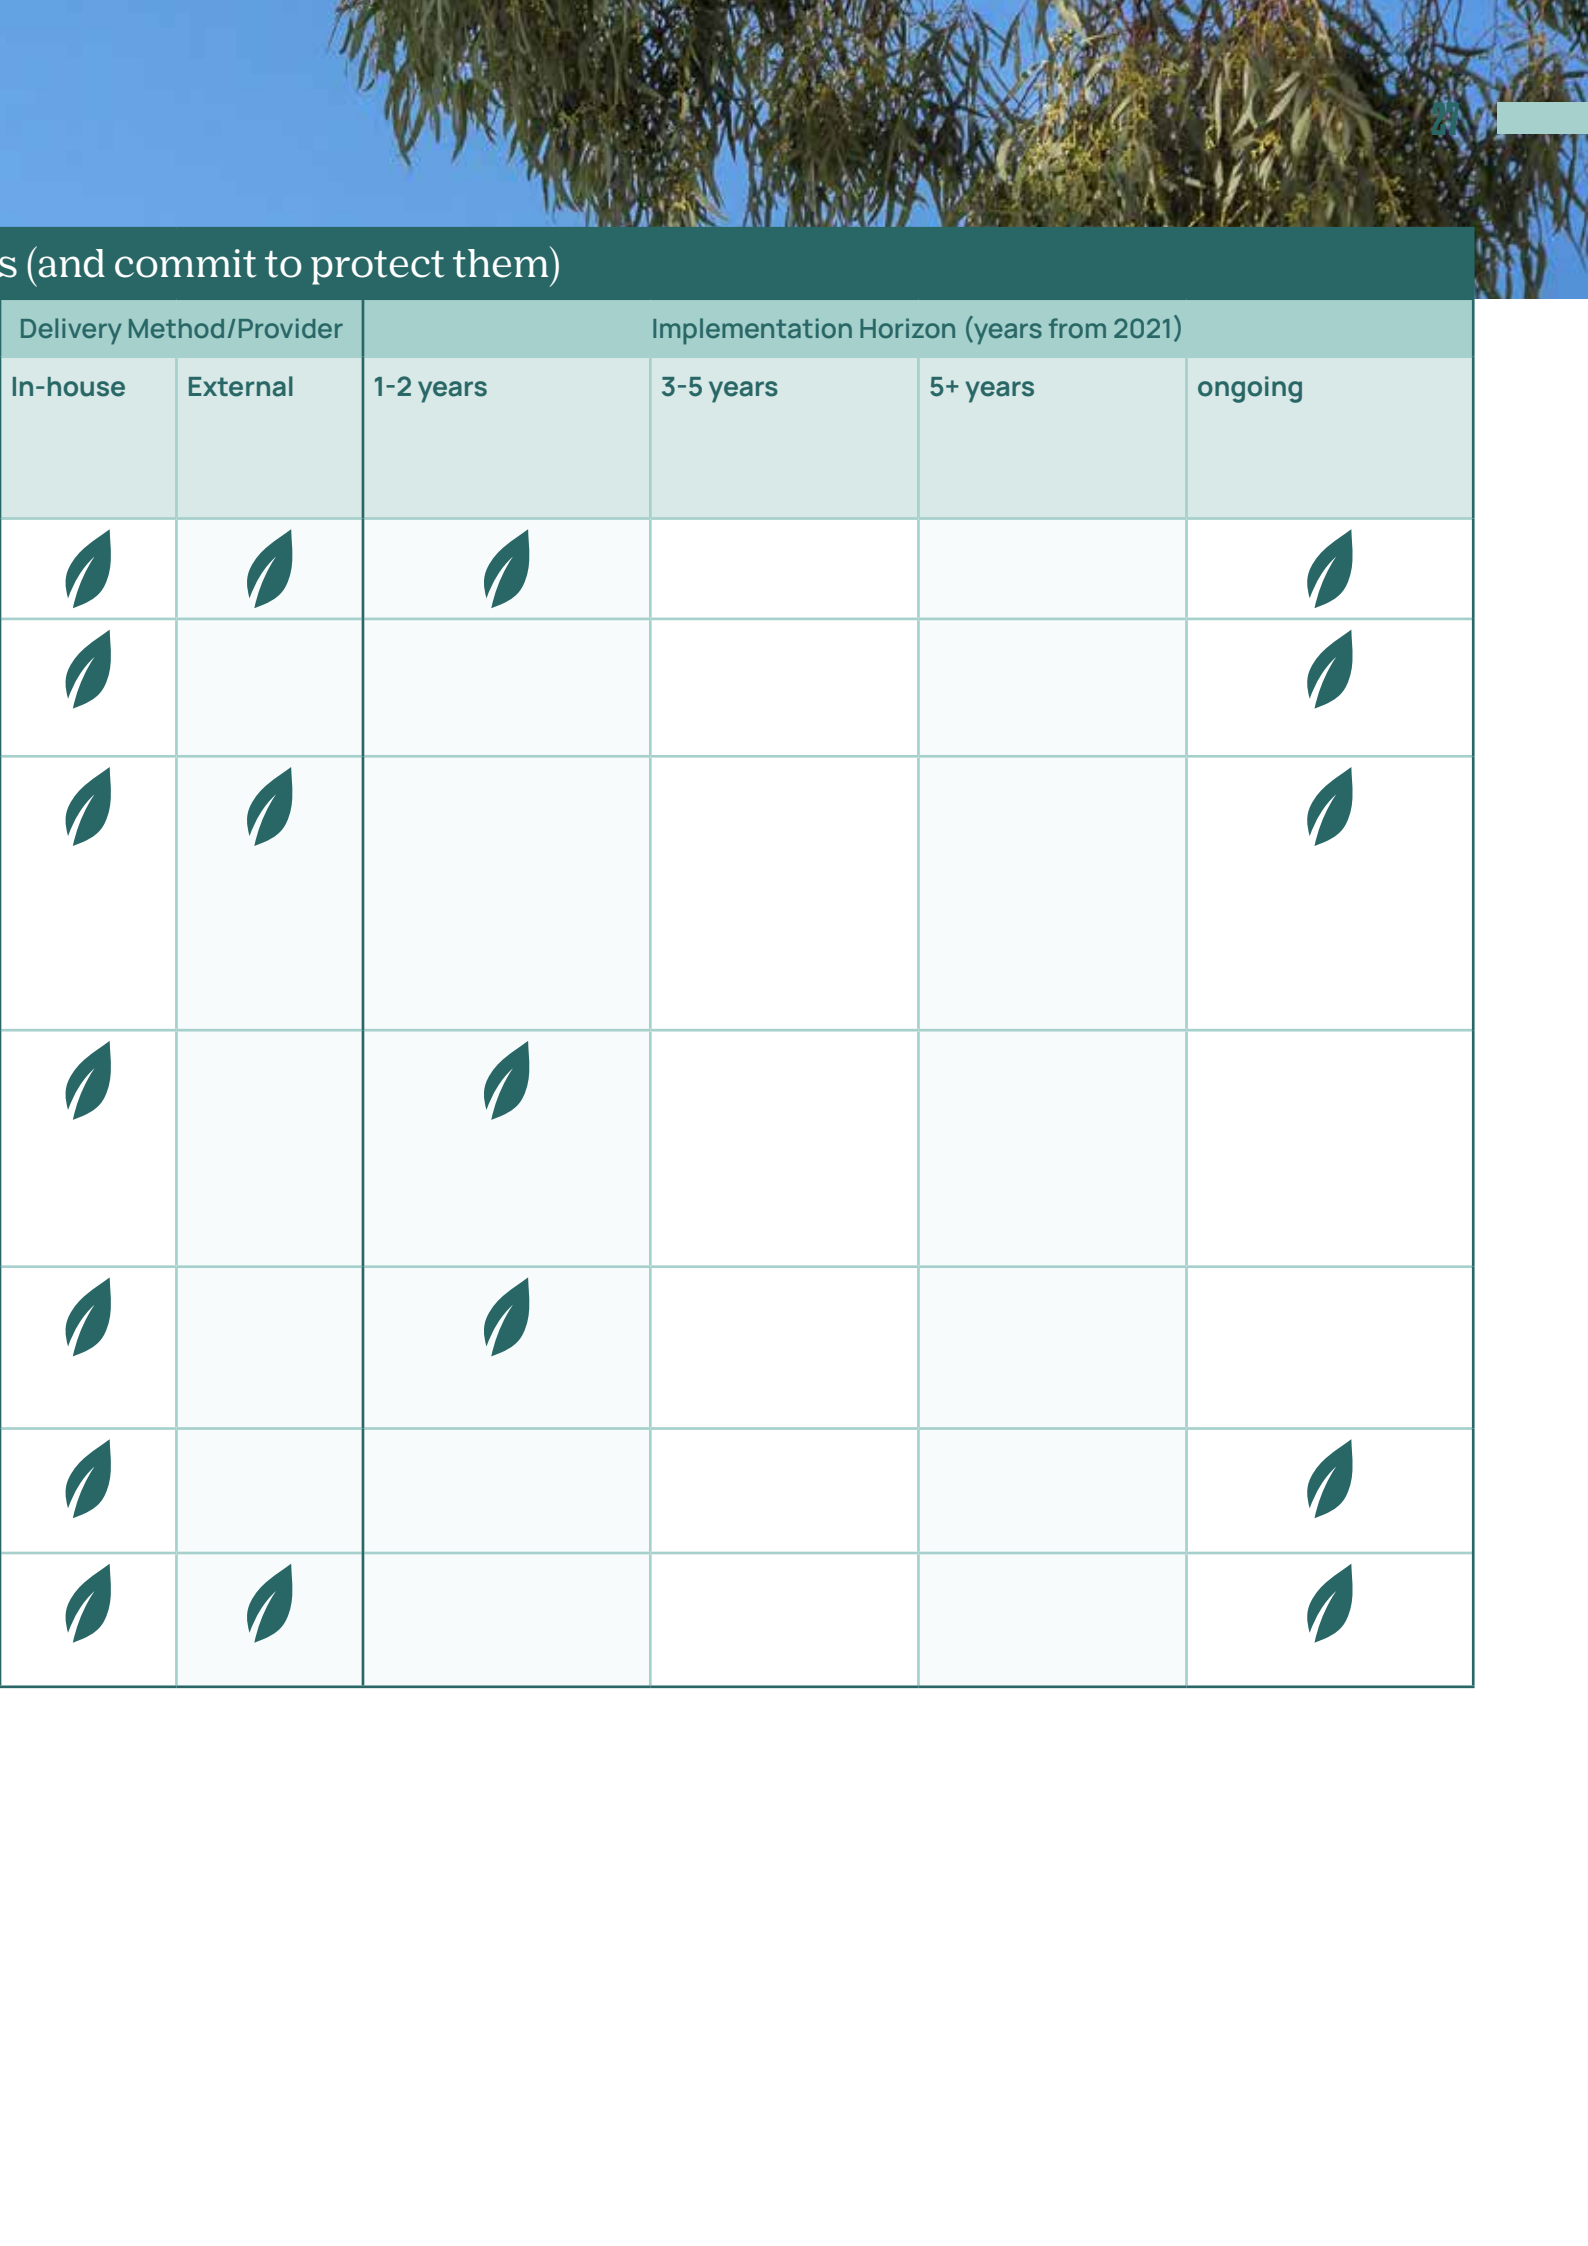 27
s (and commit to protect them)
Delivery Method/Provider Implementation Horizon (years from 2021)
In-house External 1-2 years 3-5 years 5+ years ongoing